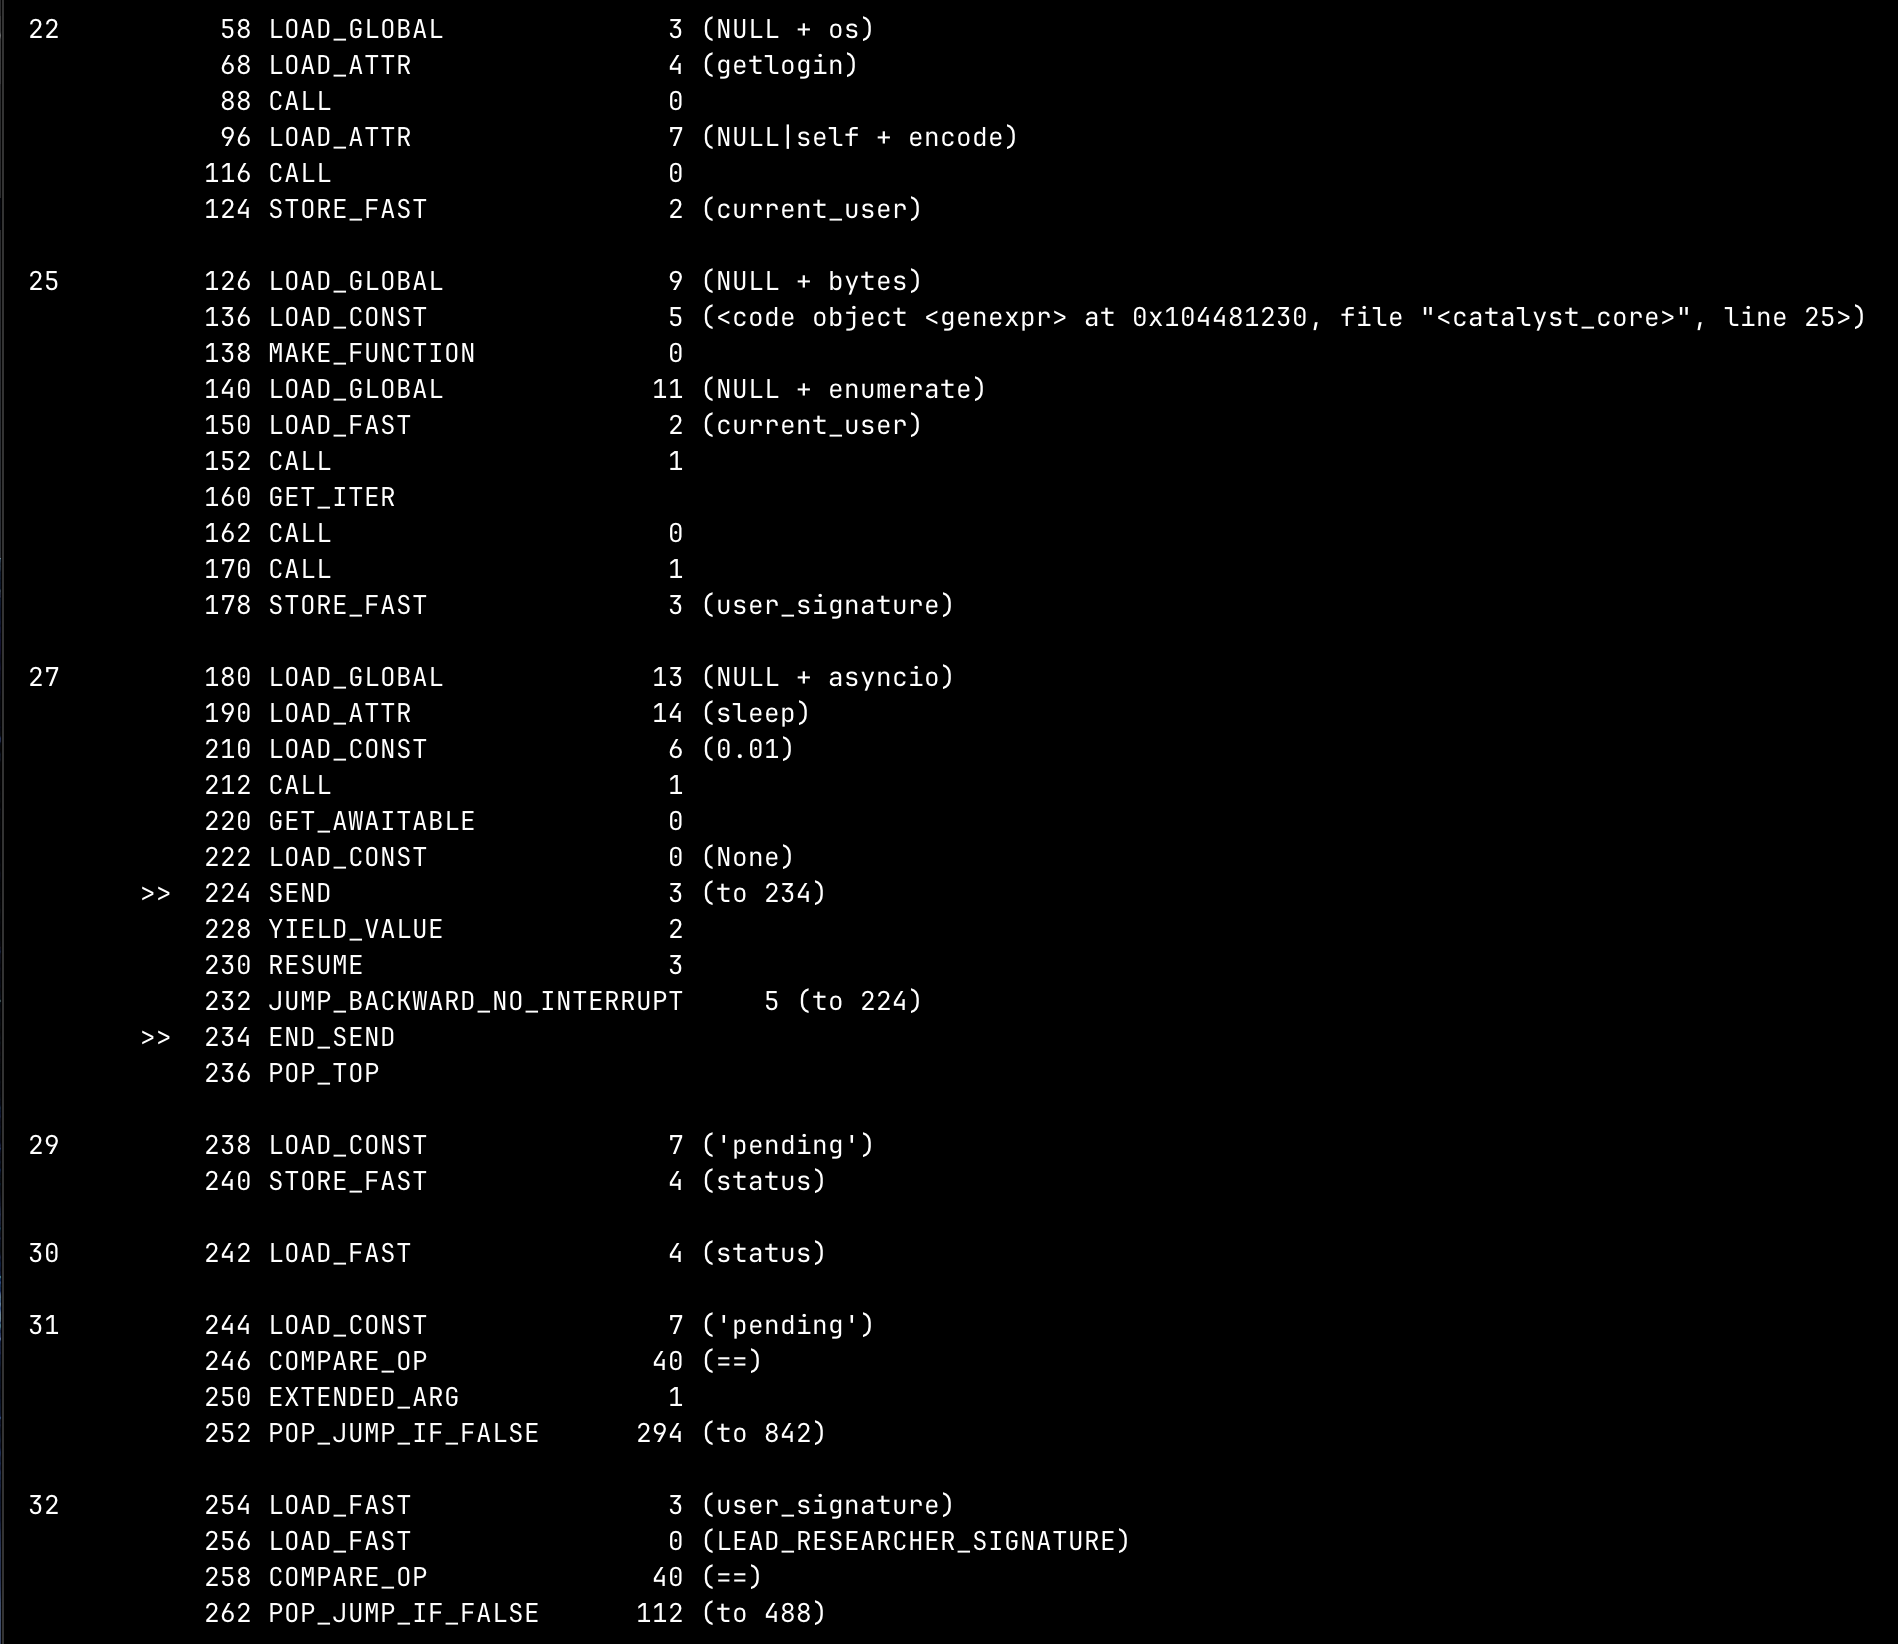 22 58 LOAD_GLOBAL 3 (NULL + os)
68 LOAD_ATTR 4 (getlogin)
88 CALL 0
96 LOAD_ATTR 7 (NULL|self + encode)
116 CALL 0
124 STORE_FAST 2 (current_user)
25 126 LOAD_GLOBAL 9 (NULL + bytes)
136 LOAD_CONST 5 (<code object <genexpr> at 0x104481230, file "<catalyst_core>", line 25>)
138 MAKE_FUNCTION 0
140 LOAD_GLOBAL 11 (NULL + enumerate)
150 LOAD_FAST 2 (current_user)
152 CALL 1
160 GET_ITER
162 CALL 0
170 CALL 1
178 STORE_FAST 3 (user_signature)
27 180 LOAD_GLOBAL 13 (NULL + asyncio)
190 LOAD_ATTR 14 (sleep)
210 LOAD_CONST 6 (0.01)
212 CALL 1
220 GET_AWAITABLE 0
222 LOAD_CONST 0 (None)
>> 224 SEND 3 (to 234)
228 YIELD_VALUE 2
230 RESUME 3
232 JUMP_BACKWARD_NO_INTERRUPT 5 (to 224)
>> 234 END_SEND
236 POP_TOP
29 238 LOAD_CONST 7 ('pending')
240 STORE_FAST 4 (status)
30 242 LOAD_FAST 4 (status)
31 244 LOAD_CONST 7 ('pending')
246 COMPARE_OP 40 (==)
250 EXTENDED_ARG 1
252 POP_JUMP_IF_FALSE 294 (to 842)
32 254 LOAD_FAST 3 (user_signature)
256 LOAD_FAST 0 (LEAD_RESEARCHER_SIGNATURE)
258 COMPARE_OP 40 (==)
262 POP_JUMP_IF_FALSE 112 (to 488)